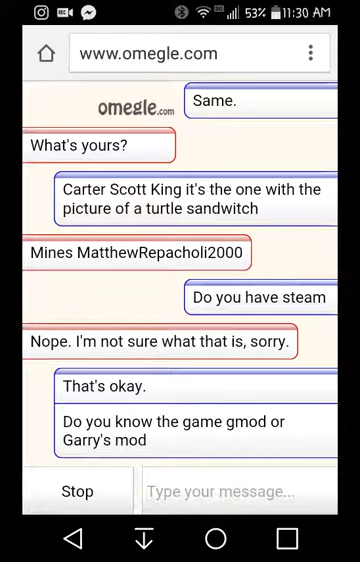 53% 11:30 AM
www.omegle.com
omegle.com
Same.
What's yours?
Carter Scott King it's the one with the
picture of a turtle sandwitch
Mines MatthewRepacholi2000
Do you have steam
Nope. I'm not sure what that is, sorry.
That's okay.
Do you know the game gmod or
Garry's mod
Stop
Type your message...